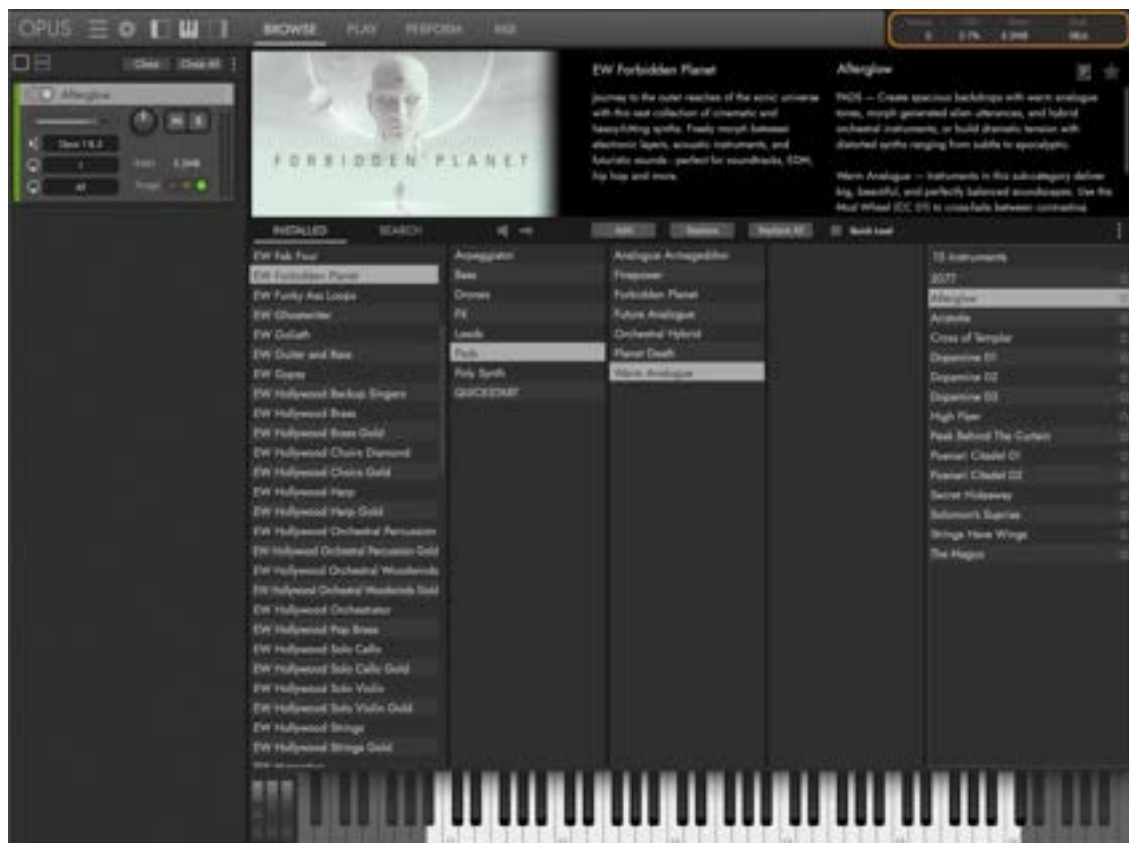 OPUS
BROWSE PLAY PERFORM MIX
Close Close All
Afterglow
M S
1
All
FORBIDDEN PLANET
EW Forbidden Planet
Journey to the outer reaches of the sonic universe
with this vast collection of cinematic and
heavy-hitting synths. Freely morph between
electronic layers, acoustic instruments, and
futuristic sounds - perfect for soundtracks, EDM,
hip hop and more.
Afterglow
PADS — Create spacious backdrops with warm analogue
tones, morph generated alien utterances, and hybrid
orchestral instruments, or build dramatic tension with
distorted synths ranging from subtle to apocalyptic.
Warm Analogue — Instruments in this subcategory deliver
big, beautiful, and perfectly balanced soundscapes. Use the
Mod Wheel (CC 01) to cross-fade between contrasting
INSTALLED SEARCH Add Replace Replace All Quick Load
EW Fab Four
EW Forbidden Planet
EW Funky Ass Loops
EW Ghostwriter
EW Goliath
EW Guitar and Bass
EW Gypsy
EW Hollywood Backup Singers
EW Hollywood Brass
EW Hollywood Brass Gold
EW Hollywood Choirs Diamond
EW Hollywood Choirs Gold
EW Hollywood Harp
EW Hollywood Harp Gold
EW Hollywood Orchestral Percussion
EW Hollywood Orchestral Percussion Gold
EW Hollywood Orchestral Woodwinds
EW Hollywood Orchestral Woodwinds Gold
EW Hollywood Orchestrator
EW Hollywood Pop Brass
EW Hollywood Solo Cello
EW Hollywood Solo Cello Gold
EW Hollywood Solo Violin
EW Hollywood Solo Violin Gold
EW Hollywood Strings
EW Hollywood Strings Gold
Arpeggiator
Bass
Drones
FX
Leads
Pads
Poly Synth
QUICKSTART
Analogue Armageddon
Firepower
Forbidden Planet
Future Analogue
Orchestral Hybrid
Planet Death
Warm Analogue
15 Instruments
8077
Afterglow
Aristotle
Cross of Templar
Dopamine 01
Dopamine 02
Dopamine 03
High Flyer
Peek Behind The Curtain
Poenari Citadel 01
Poenari Citadel 02
Secret Hideaway
Solomon's Suprise
Strings Have Wings
The Magus